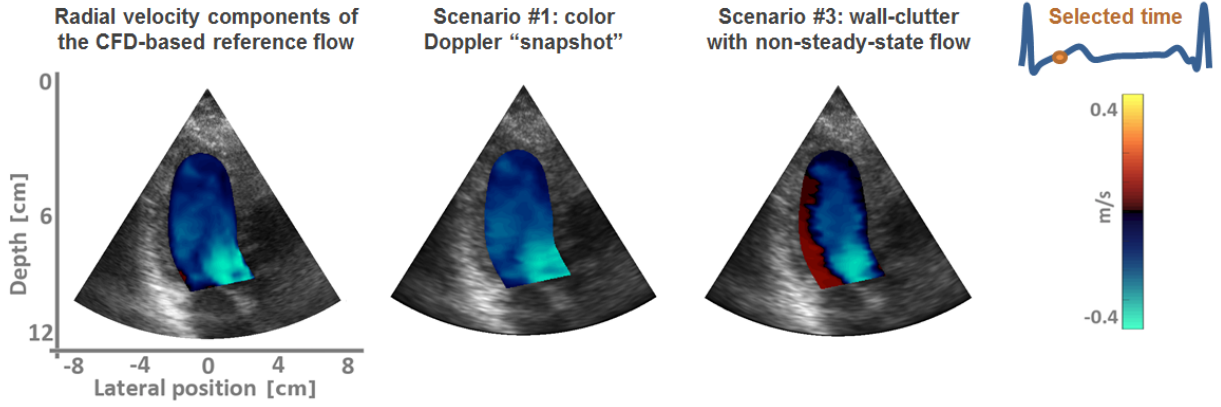 Radial velocity components of
the CFD-based reference flow
Scenario #1: color
Doppler “snapshot”
Scenario #3: wall-clutter
with non-steady-state flow
Selected time
0
6
12
Depth [cm]
-8
-4
0
4
8
Lateral position [cm]
0.4
m/s
-0.4